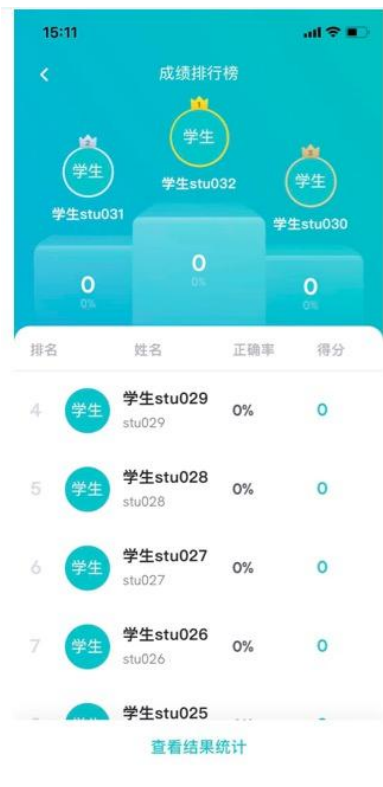 15:11
成绩排行榜
1
学生
学生stu032
2
学生
学生stu031
3
学生
学生stu030
0
0%
0
0%
0
0%
排名 姓名 正确率 得分
4 学生 学生stu029 0% 0
stu029
5 学生 学生stu028 0% 0
stu028
6 学生 学生stu027 0% 0
stu027
7 学生 学生stu026 0% 0
stu026
学生stu025
查看结果统计